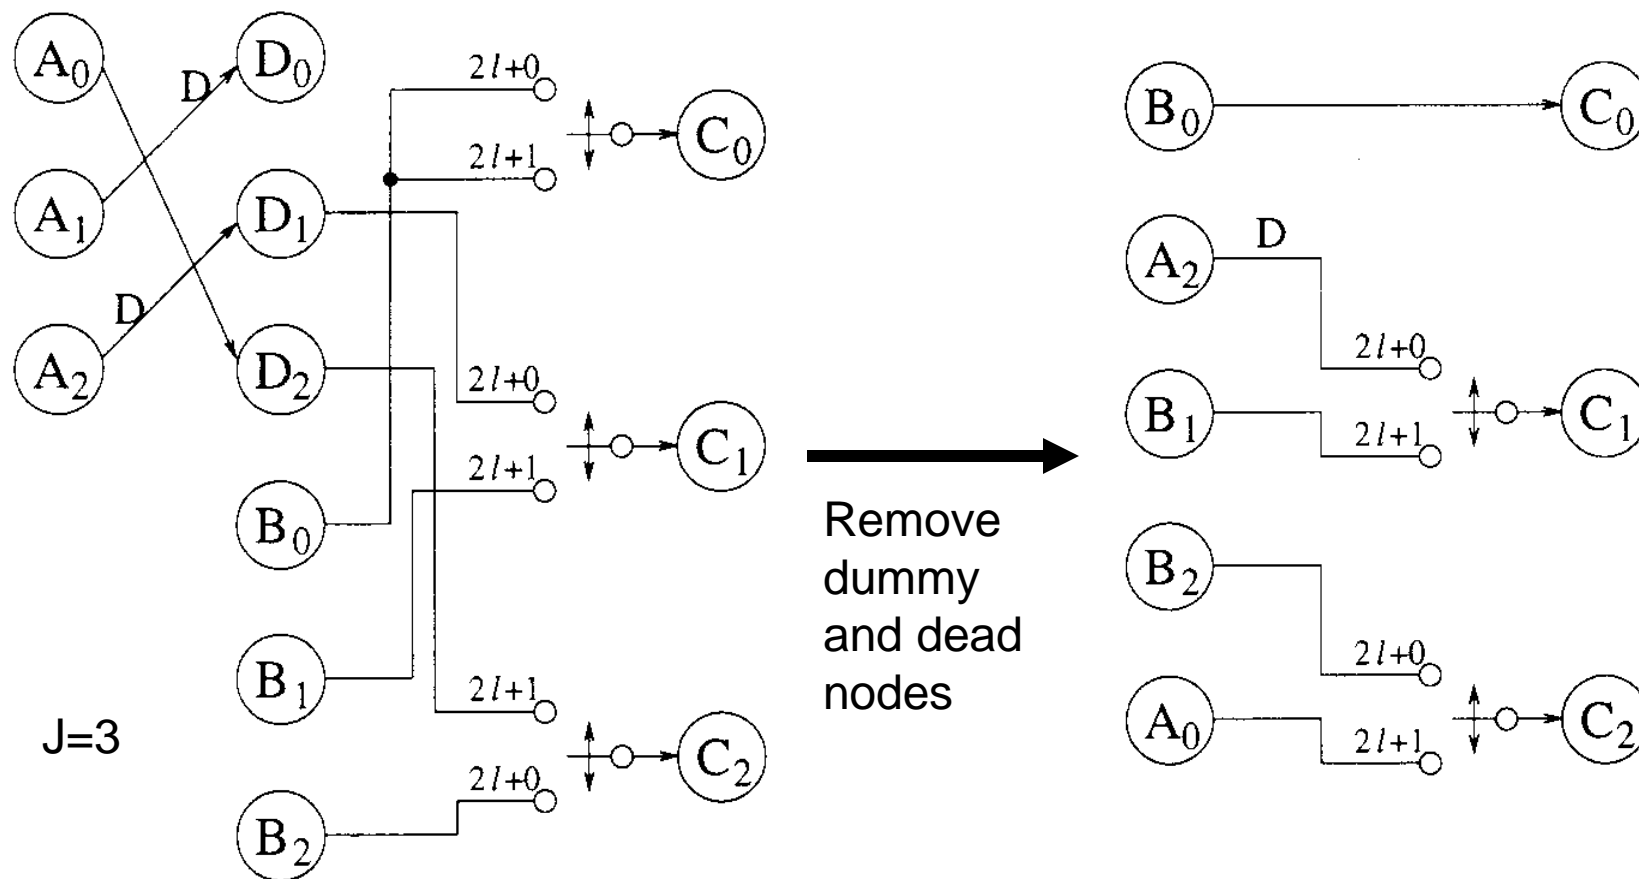 A0
D0
D
2l+0
C0
2l+1
A1
D1
D
A2
D2
2l+0
C1
2l+1
B0
B1
2l+1
C2
2l+0
B2
J=3
Remove
dummy
and dead
nodes
B0
C0
A2
D
2l+0
B1
C1
2l+1
B2
2l+0
A0
C2
2l+1